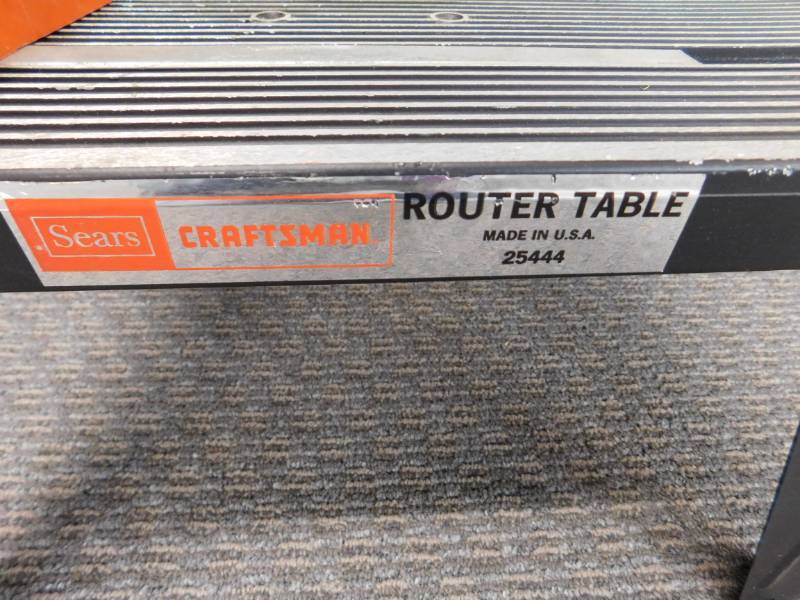 Sears
CRAFTSMAN
ROUTER TABLE
MADE IN U.S.A.
25444